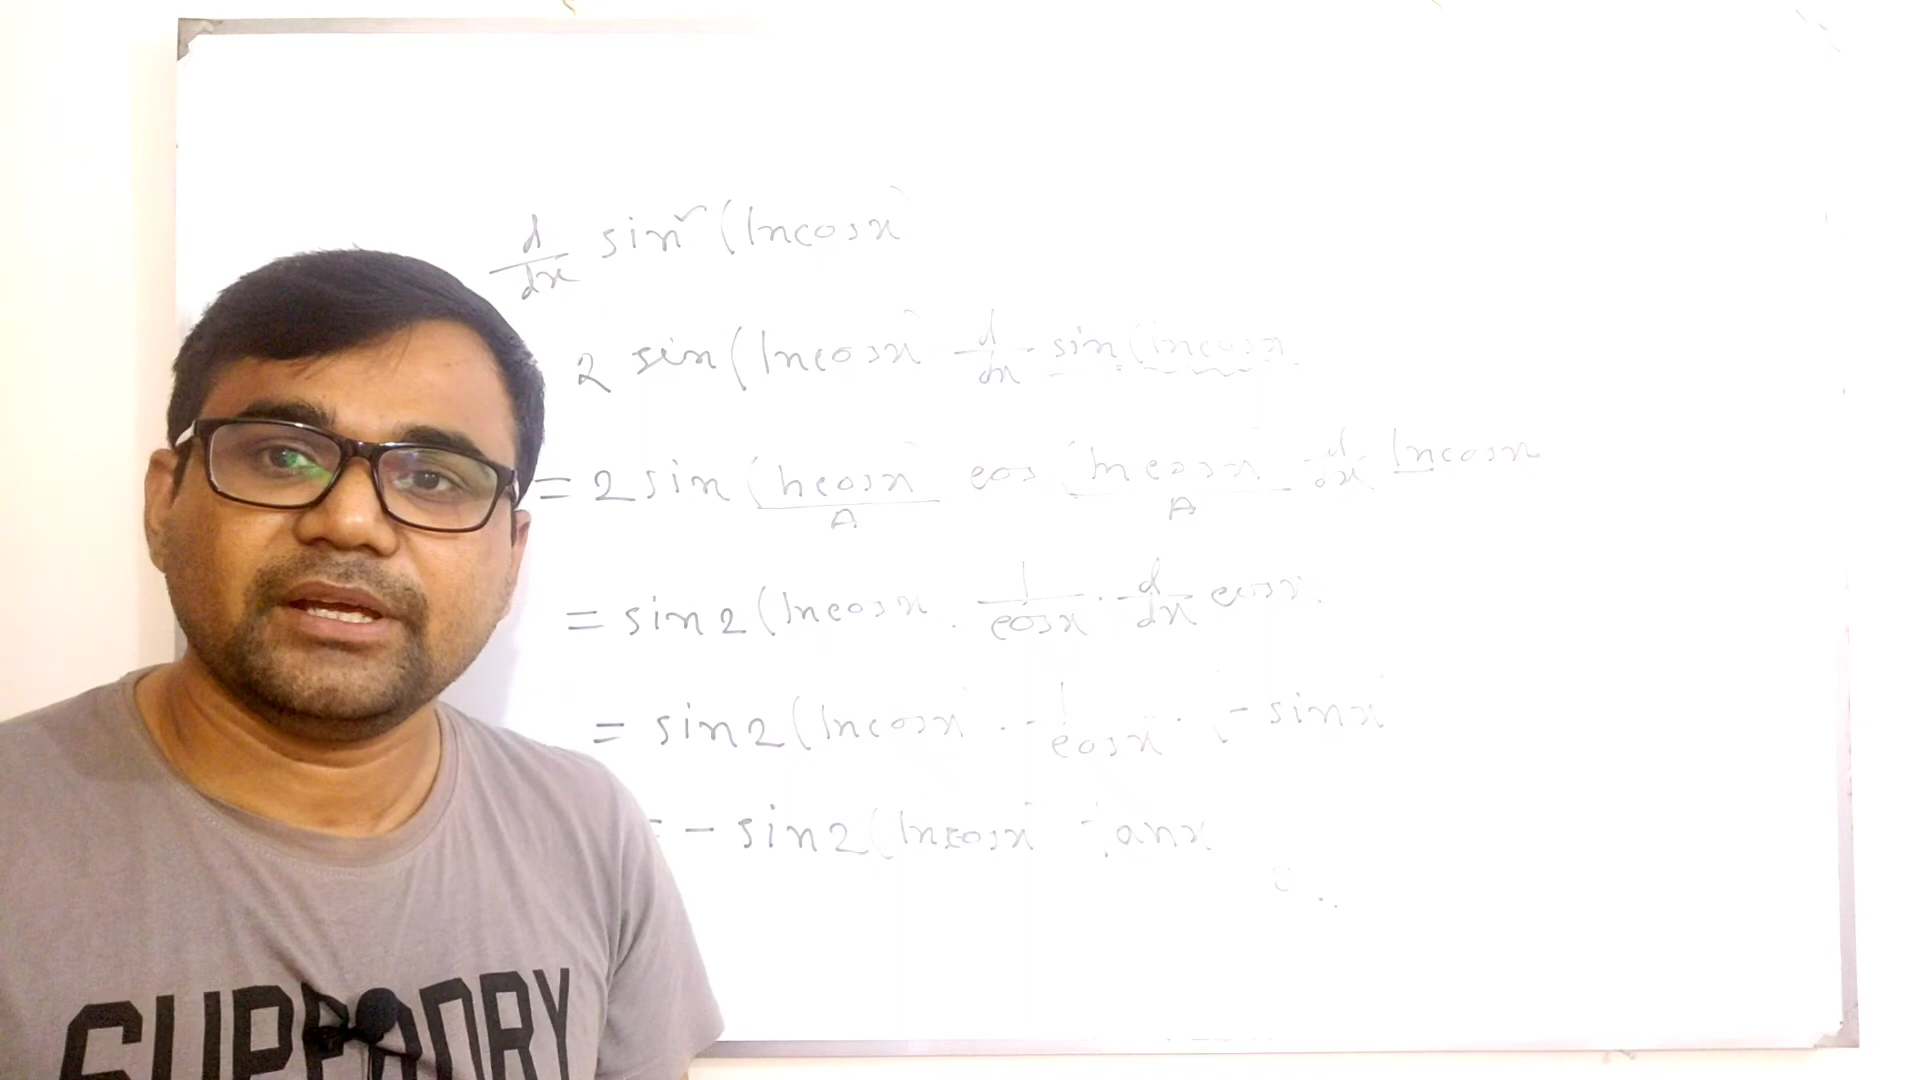 d/dx sin² (lncosx)
2 sin(lncosx) d/dx sin(lncosx)
= 2 sin (lncosx) cos (lncosx) d/dx lncosx
A A
= sin2(lncosx . 1/cosx . d/dx cosx.
= sin2(lncosx) . 1/cosx . (-sinx)
= - sin2(lncosx) tanx
SUPERDRY